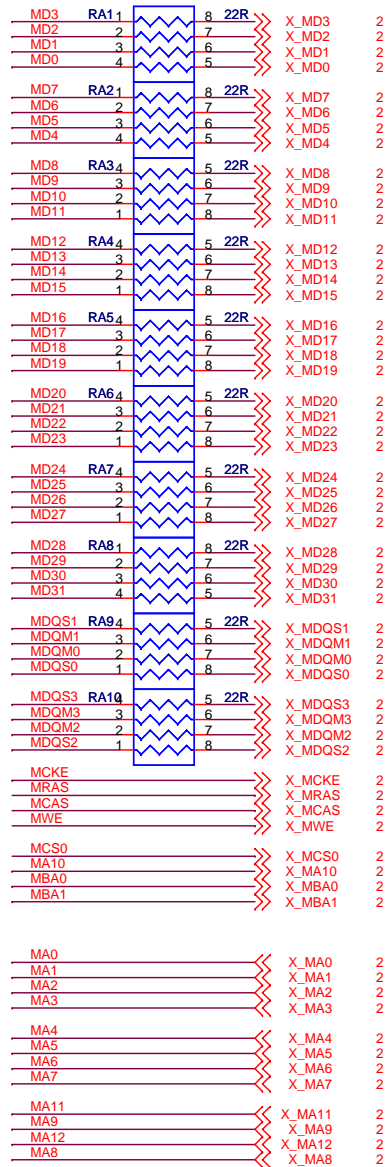 MD3 RA1 1 8 22R X_MD3 2
MD2 2 7 X_MD2 2
MD1 3 6 X_MD1 2
MD0 4 5 X_MD0 2
MD7 RA2 1 8 22R X_MD7 2
MD6 2 7 X_MD6 2
MD5 3 6 X_MD5 2
MD4 4 5 X_MD4 2
MD8 RA3 4 5 22R X_MD8 2
MD9 3 6 X_MD9 2
MD10 2 7 X_MD10 2
MD11 1 8 X_MD11 2
MD12 RA4 4 5 22R X_MD12 2
MD13 3 6 X_MD13 2
MD14 2 7 X_MD14 2
MD15 1 8 X_MD15 2
MD16 RA5 4 5 22R X_MD16 2
MD17 3 6 X_MD17 2
MD18 2 7 X_MD18 2
MD19 1 8 X_MD19 2
MD20 RA6 4 5 22R X_MD20 2
MD21 3 6 X_MD21 2
MD22 2 7 X_MD22 2
MD23 1 8 X_MD23 2
MD24 RA7 4 5 22R X_MD24 2
MD25 3 6 X_MD25 2
MD26 2 7 X_MD26 2
MD27 1 8 X_MD27 2
MD28 RA8 1 8 22R X_MD28 2
MD29 2 7 X_MD29 2
MD30 3 6 X_MD30 2
MD31 4 5 X_MD31 2
MDQS1 RA9 4 5 22R X_MDQS1 2
MDQM1 3 6 X_MDQM1 2
MDQM0 2 7 X_MDQM0 2
MDQS0 1 8 X_MDQS0 2
MDQS3 RA10 4 5 22R X_MDQS3 2
MDQM3 3 6 X_MDQM3 2
MDQM2 2 7 X_MDQM2 2
MDQS2 1 8 X_MDQS2 2
MCKE X_MCKE 2
MRAS X_MRAS 2
MCAS X_MCAS 2
MWE X_MWE 2
MCS0 X_MCS0 2
MA10 X_MA10 2
MBA0 X_MBA0 2
MBA1 X_MBA1 2
MA0 X_MA0 2
MA1 X_MA1 2
MA2 X_MA2 2
MA3 X_MA3 2
MA4 X_MA4 2
MA5 X_MA5 2
MA6 X_MA6 2
MA7 X_MA7 2
MA11 X_MA11 2
MA9 X_MA9 2
MA12 X_MA12 2
MA8 X_MA8 2